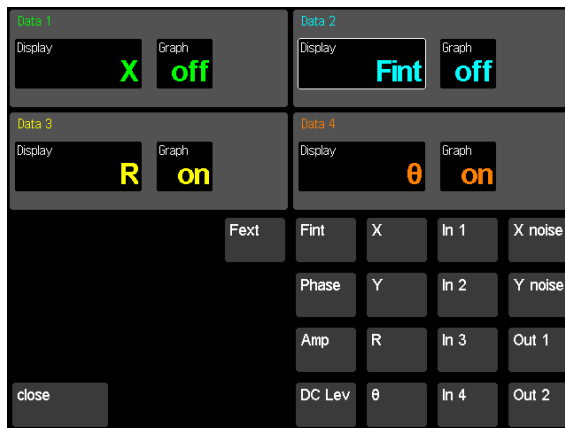 Data 1
Display
X
Graph
off
Data 2
Display
Fint
Graph
off
Data 3
Display
R
Graph
on
Data 4
Display
θ
Graph
on
Fext Fint X In 1 X noise
Phase Y In 2 Y noise
Amp R In 3 Out 1
close DC Lev θ In 4 Out 2